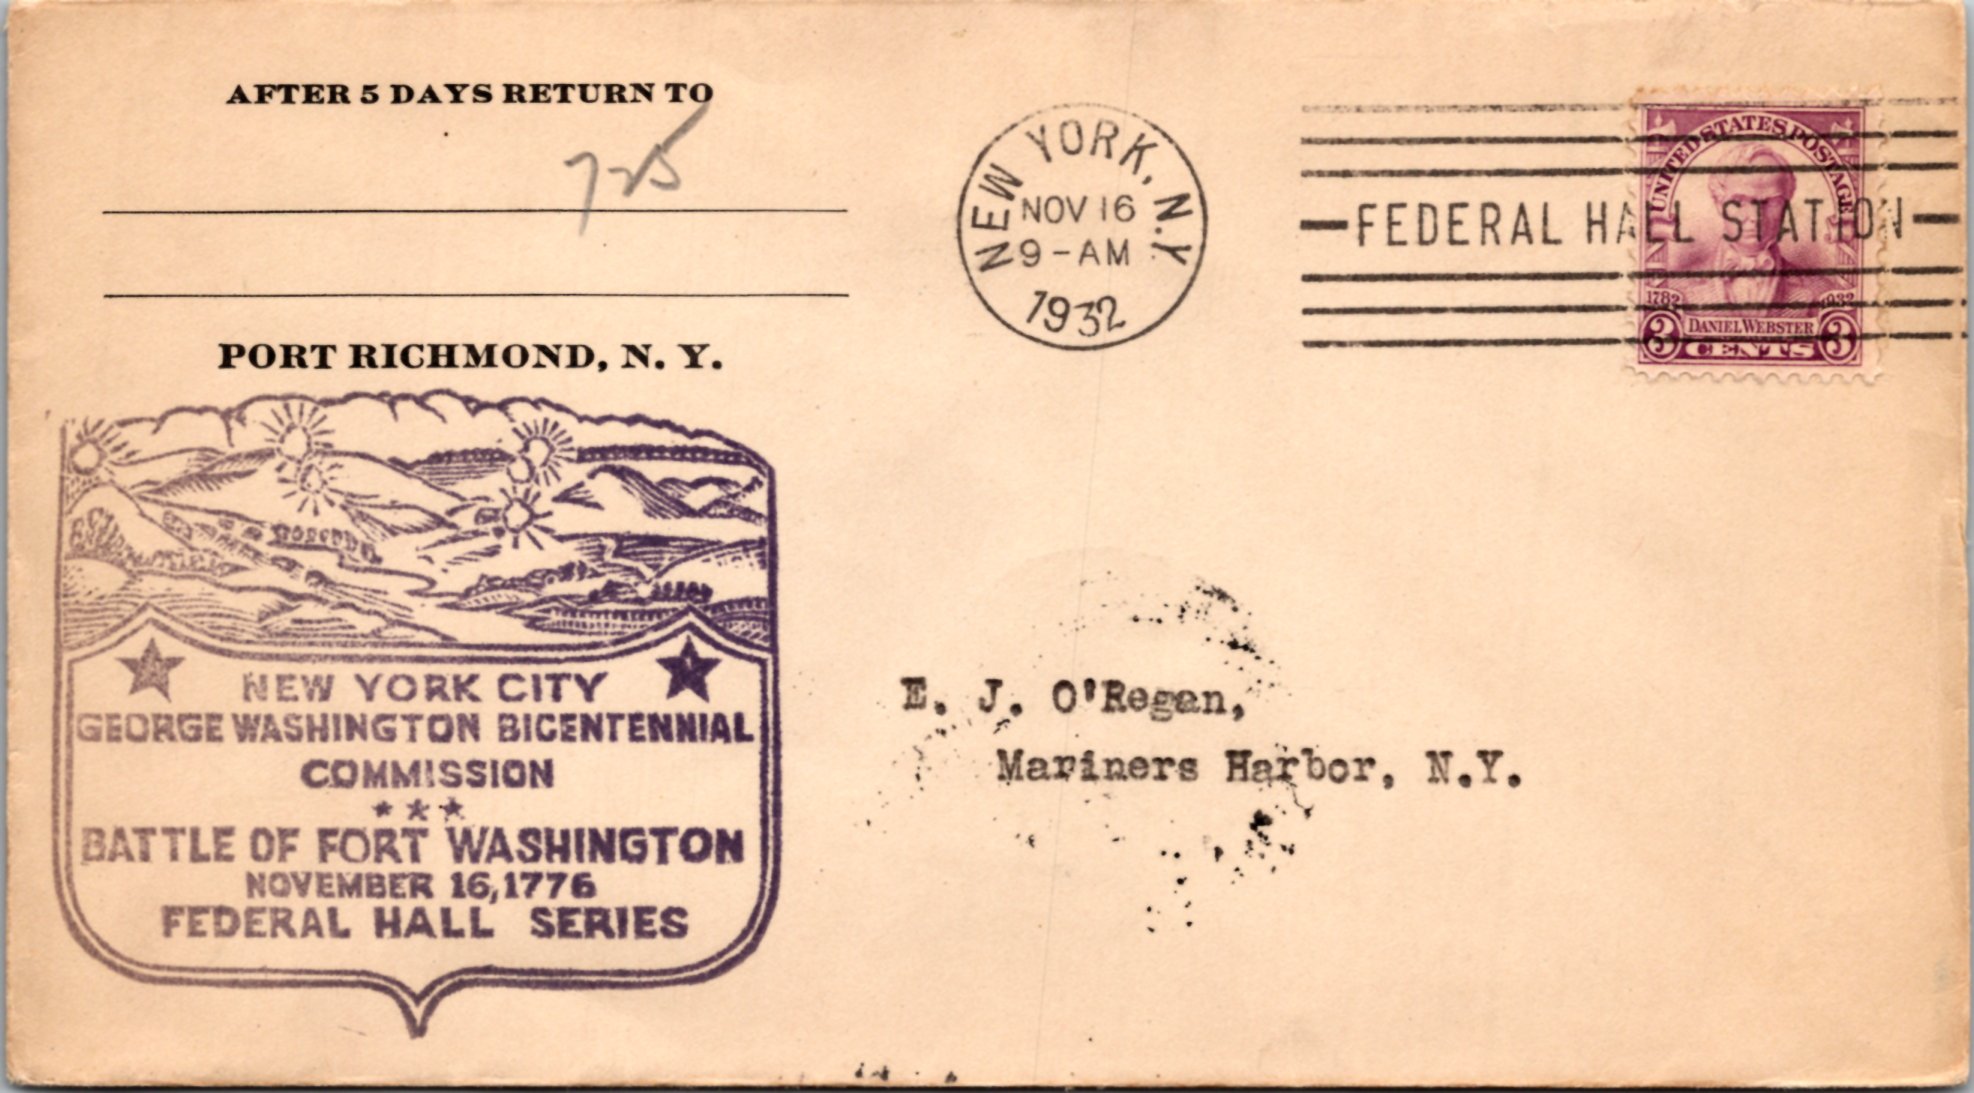 AFTER 5 DAYS RETURN TO
725
PORT RICHMOND, N. Y.
NEW YORK, N.Y.
NOV 16
9-AM
1932
FEDERAL HALL STATION
UNITED STATES POSTAGE
1782 1932
DANIEL WEBSTER
3 CENTS 3
NEW YORK CITY
GEORGE WASHINGTON BICENTENNIAL
COMMISSION
BATTLE OF FORT WASHINGTON
NOVEMBER 16, 1776
FEDERAL HALL SERIES
E. J. O'Regan,
Mariners Harbor, N.Y.